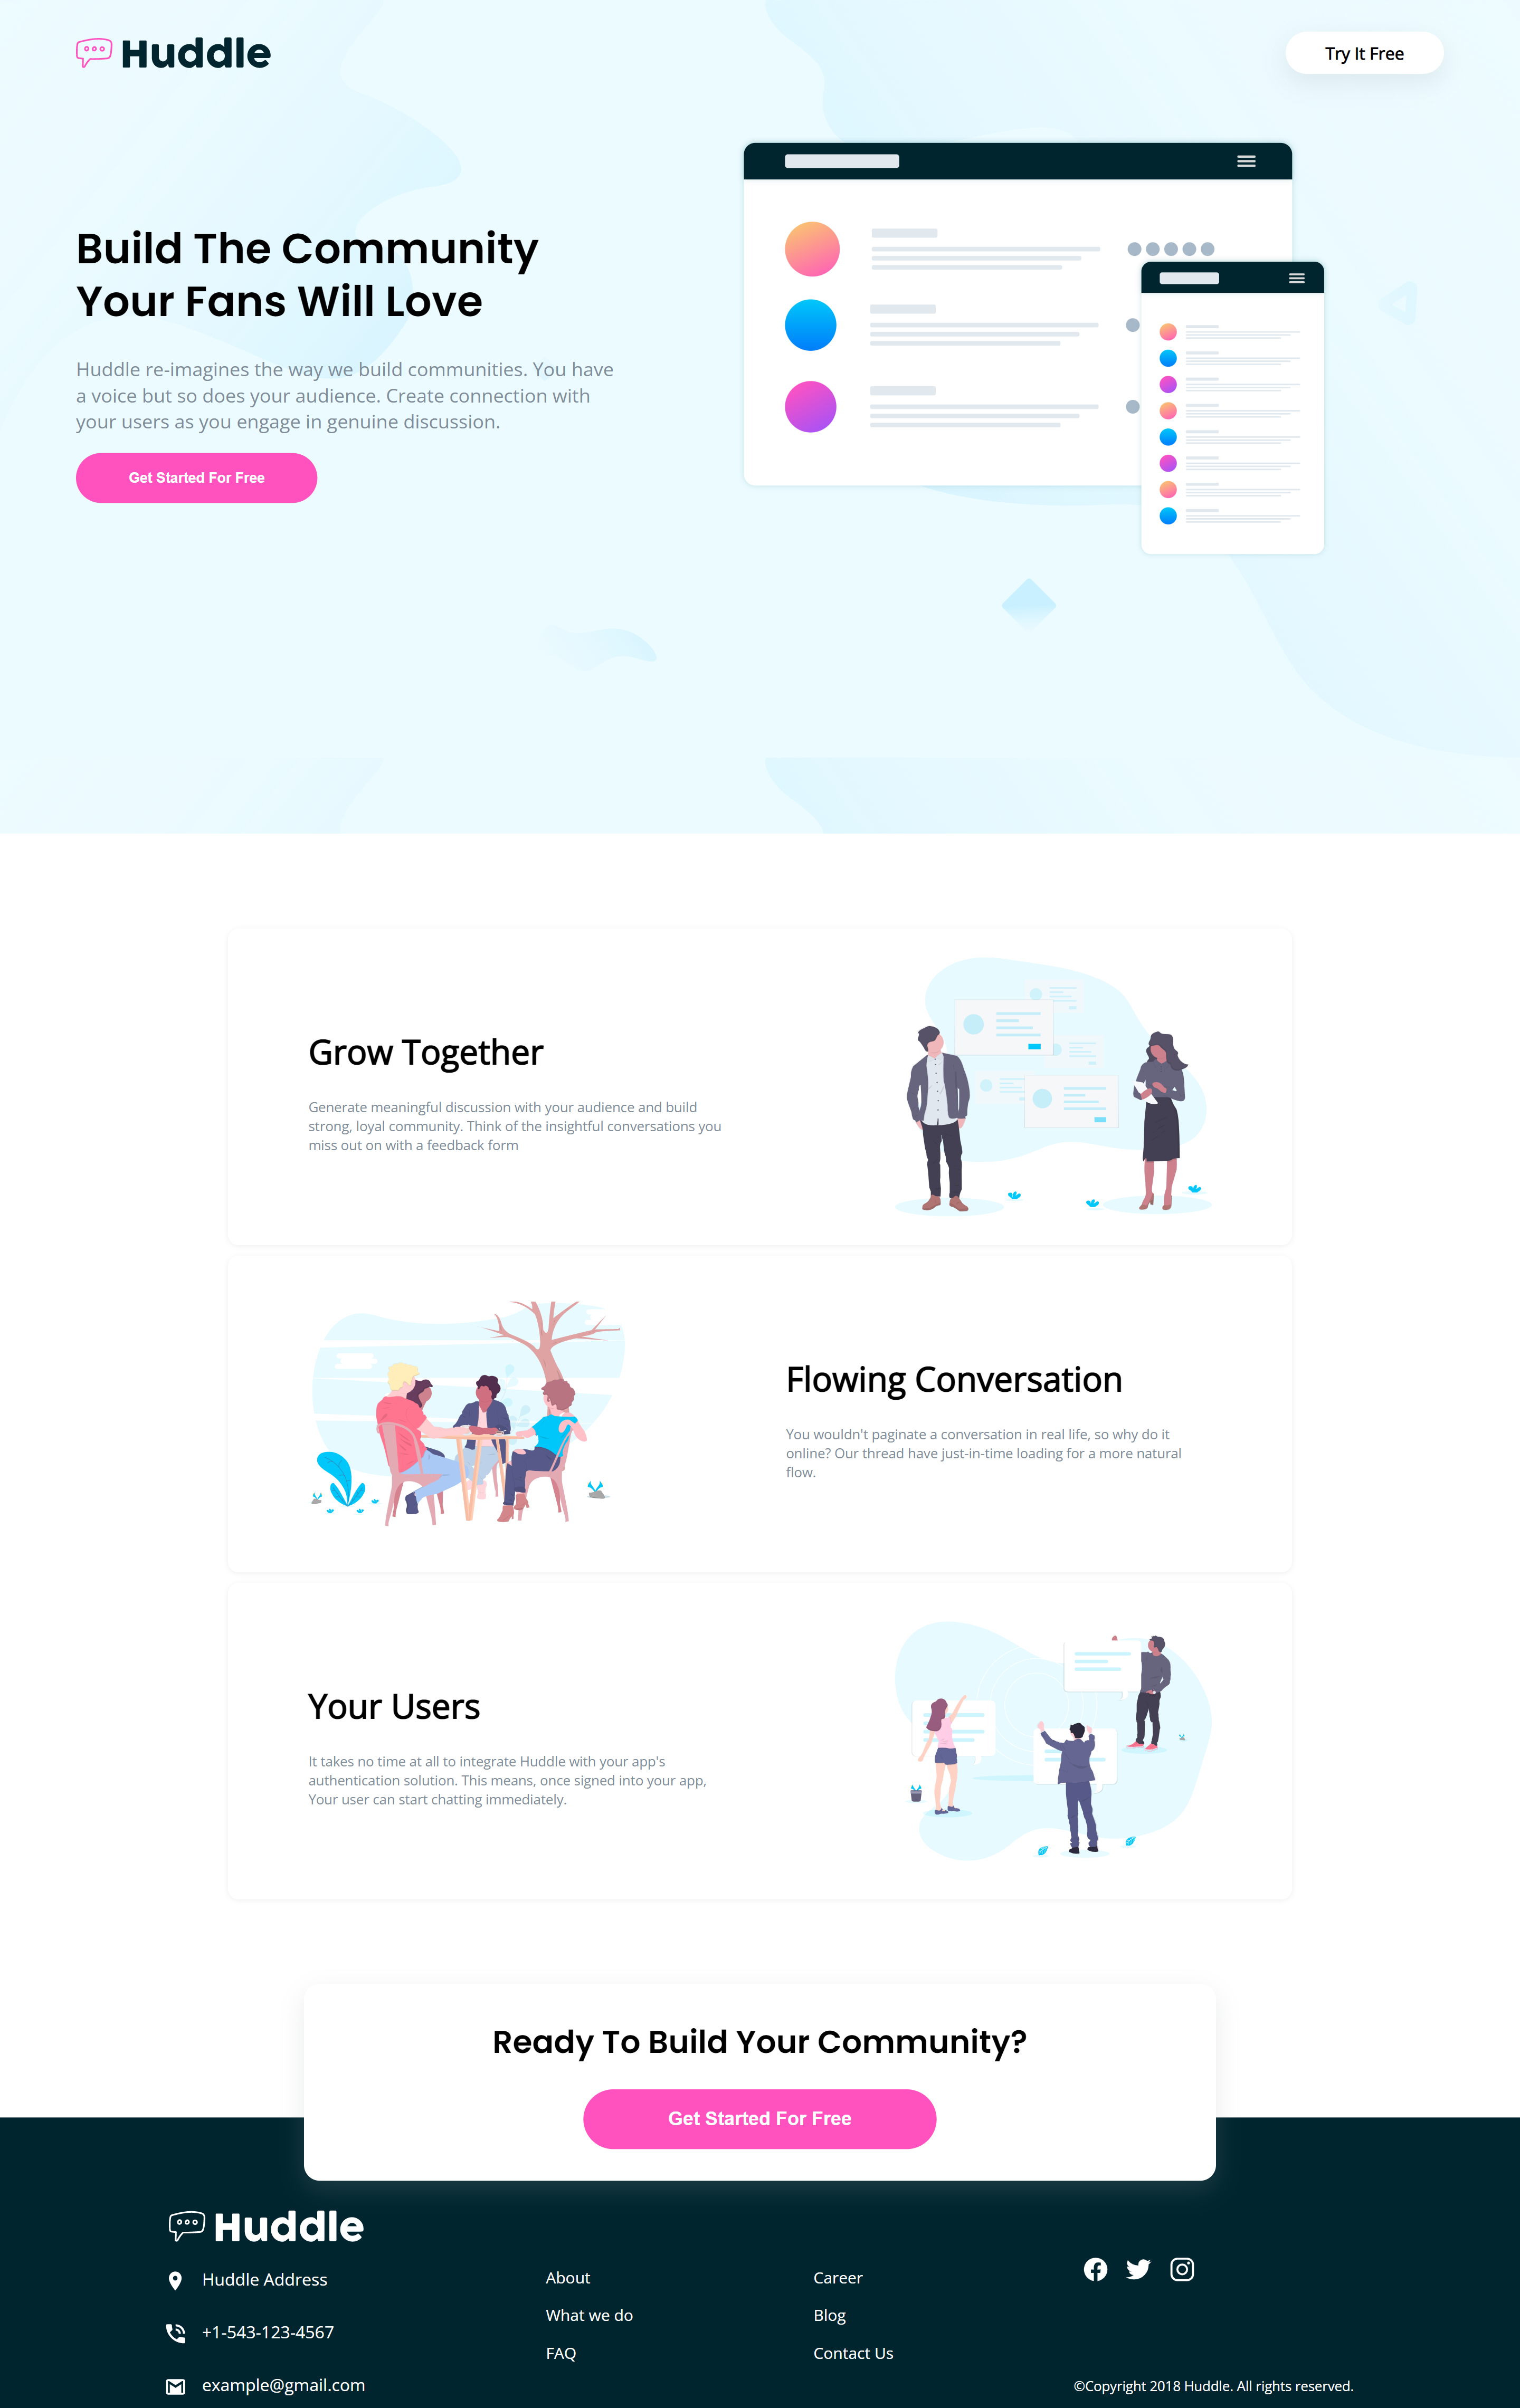 Huddle
Try It Free
Build The Community
Your Fans Will Love
Huddle re-imagines the way we build communities. You have
a voice but so does your audience. Create connection with
your users as you engage in genuine discussion.
Get Started For Free
Grow Together
Generate meaningful discussion with your audience and build
strong, loyal community. Think of the insightful conversations you
miss out on with a feedback form
Flowing Conversation
You wouldn't paginate a conversation in real life, so why do it
online? Our thread have just-in-time loading for a more natural
flow.
Your Users
It takes no time at all to integrate Huddle with your app's
authentication solution. This means, once signed into your app,
Your user can start chatting immediately.
Ready To Build Your Community?
Get Started For Free
Huddle
Huddle Address
+1-543-123-4567
example@gmail.com
About
What we do
FAQ
Career
Blog
Contact Us
©Copyright 2018 Huddle. All rights reserved.